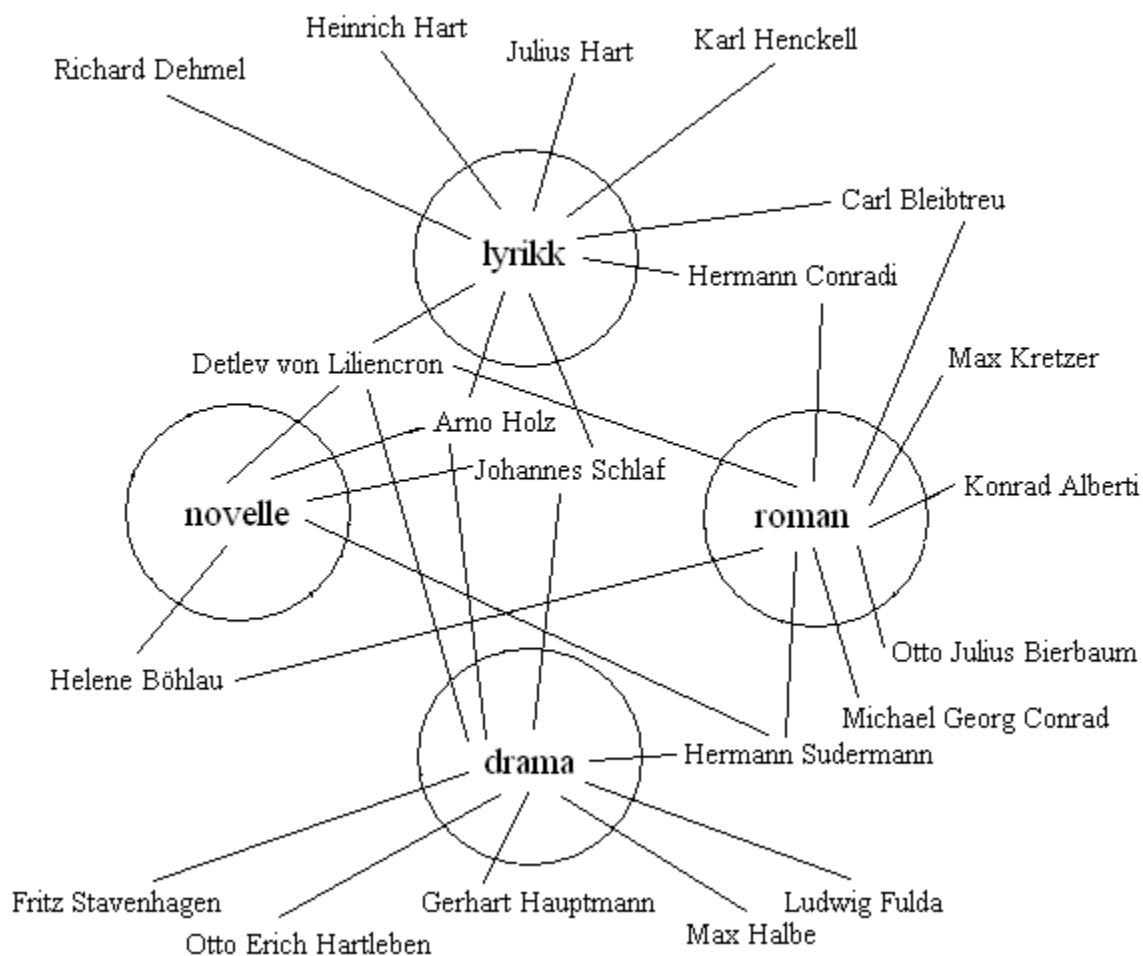 Heinrich Hart
Julius Hart
Karl Henckell
Richard Dehmel
Carl Bleibtreu
lyrikk
Hermann Conradi
Detlev von Liliencron
Max Kretzer
Arno Holz
Johannes Schlaf
Konrad Alberti
novelle
roman
Otto Julius Bierbaum
Helene Böhlau
Michael Georg Conrad
Hermann Sudermann
drama
Fritz Stavenhagen
Gerhart Hauptmann
Ludwig Fulda
Otto Erich Hartleben
Max Halbe